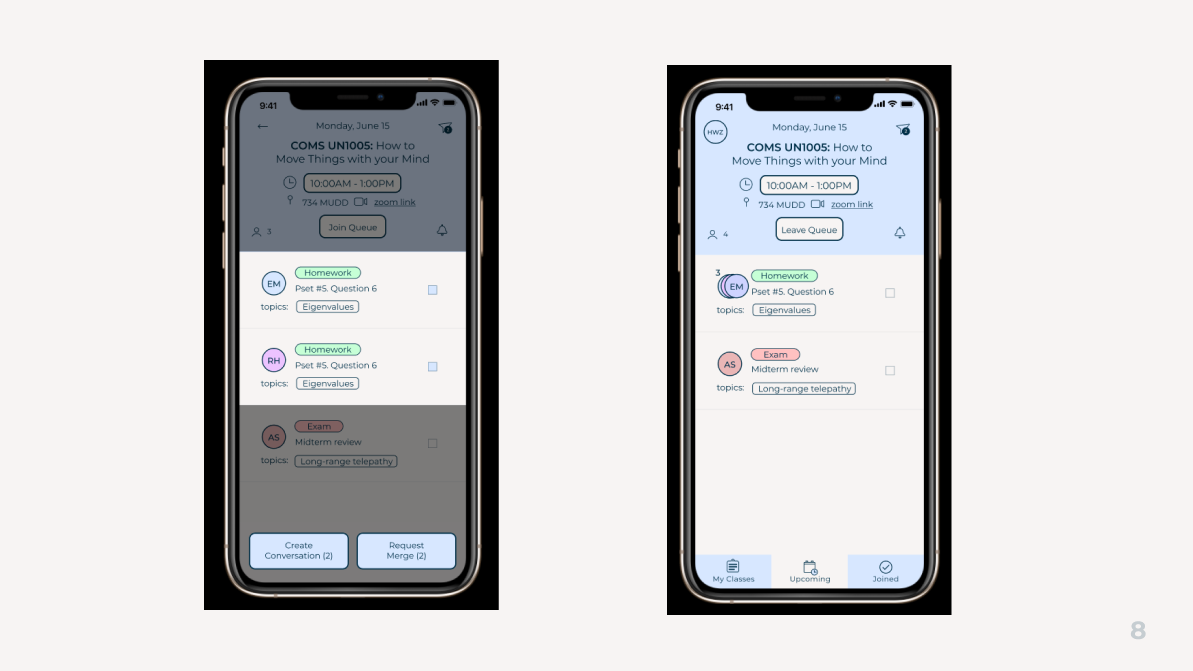 9:41
←
Monday, June 15
COMS UN1005: How to
Move Things with your Mind
10:00AM - 1:00PM
734 MUDD zoom link
Join Queue
3
EM
Homework
Pset #5. Question 6
topics: Eigenvalues
RH
Homework
Pset #5. Question 6
topics: Eigenvalues
AS
Exam
Midterm review
topics: Long-range telepathy
Create
Conversation (2)
Request
Merge (2)
9:41
HWZ
Monday, June 15
COMS UN1005: How to
Move Things with your Mind
10:00AM - 1:00PM
734 MUDD zoom link
Leave Queue
4
3
EM
Homework
Pset #5. Question 6
topics: Eigenvalues
AS
Exam
Midterm review
topics: Long-range telepathy
My Classes
Upcoming
Joined
8